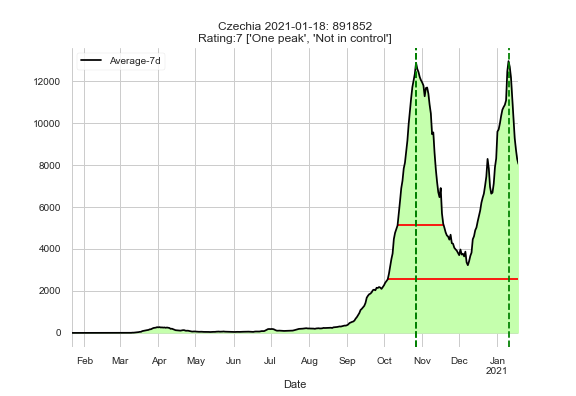 Czechia 2021-01-18: 891852
Rating:7 ['One peak', 'Not in control']
Average-7d
12000
10000
8000
6000
4000
2000
0
Feb Mar Apr May Jun Jul Aug Sep Oct Nov Dec Jan
2021
Date